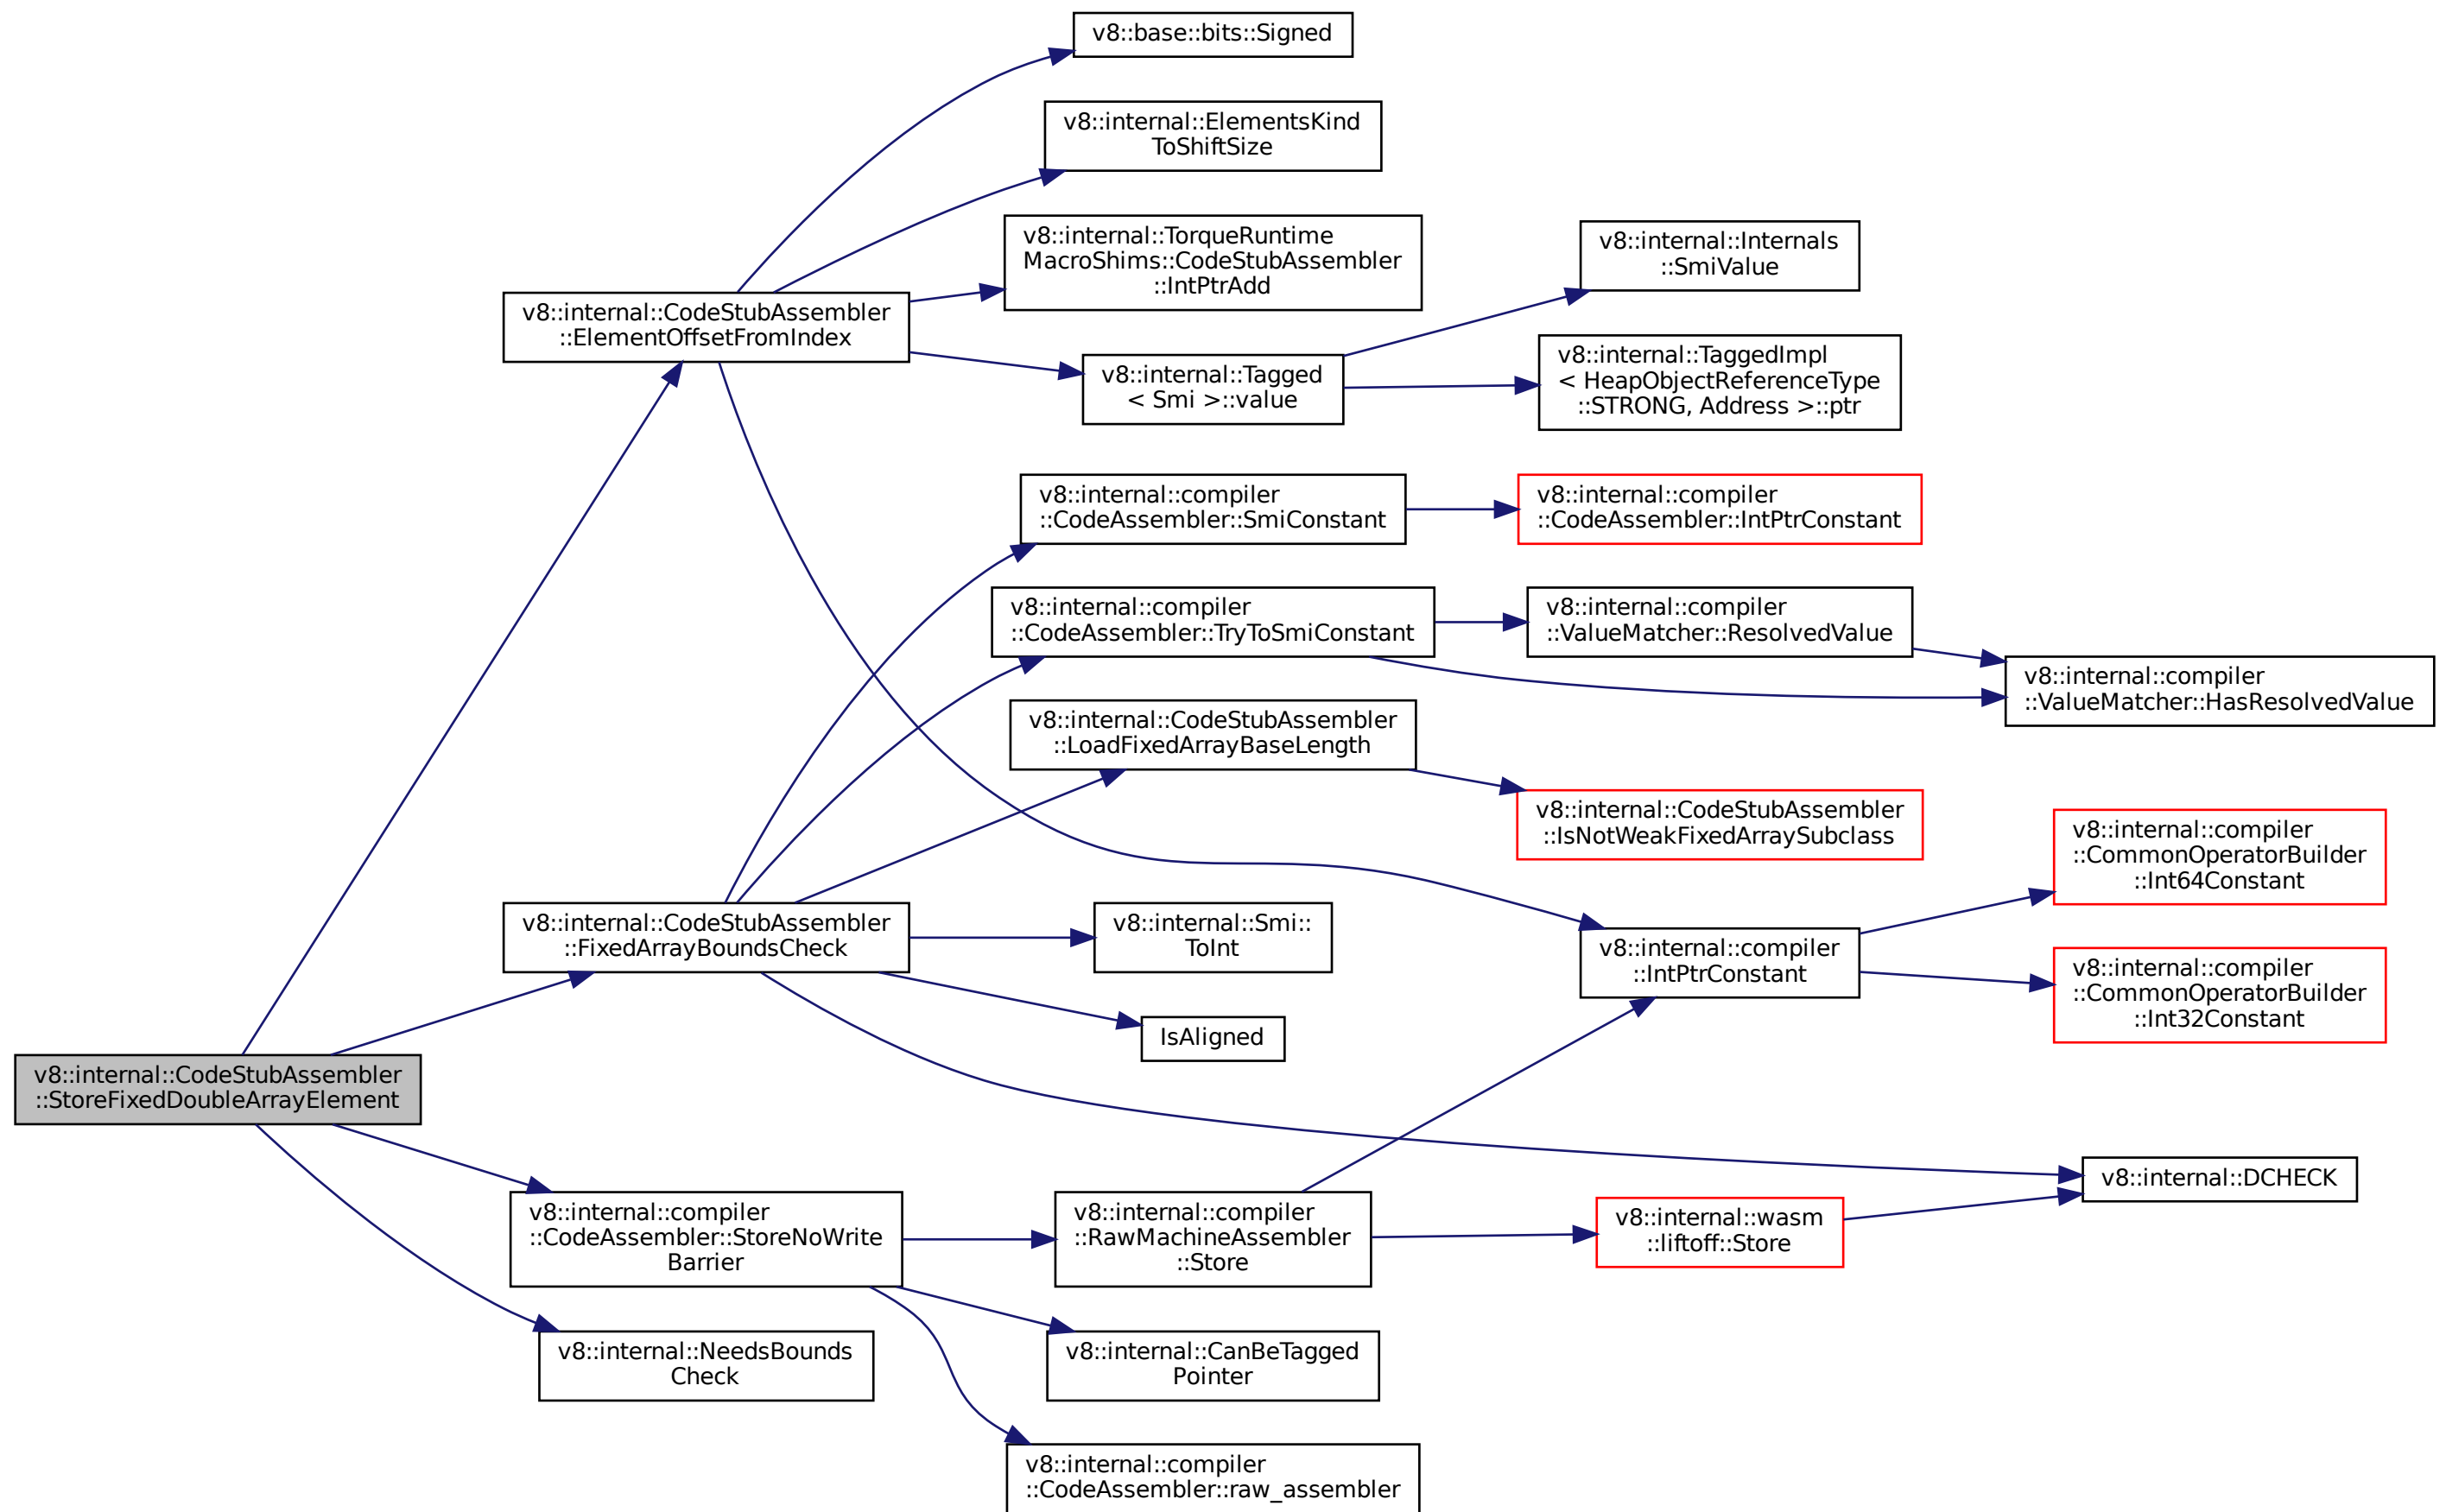 v8::base::bits::Signed
v8::internal::ElementsKind
ToShiftSize
v8::internal::TorqueRuntime
MacroShims::CodeStubAssembler
::IntPtrAdd
v8::internal::Internals
::SmiValue
v8::internal::CodeStubAssembler
::ElementOffsetFromIndex
v8::internal::Tagged
< Smi >::value
v8::internal::TaggedImpl
< HeapObjectReferenceType
::STRONG, Address >::ptr
v8::internal::compiler
::CodeAssembler::SmiConstant
v8::internal::compiler
::CodeAssembler::IntPtrConstant
v8::internal::compiler
::CodeAssembler::TryToSmiConstant
v8::internal::compiler
::ValueMatcher::ResolvedValue
v8::internal::compiler
::ValueMatcher::HasResolvedValue
v8::internal::CodeStubAssembler
::LoadFixedArrayBaseLength
v8::internal::CodeStubAssembler
::IsNotWeakFixedArraySubclass
v8::internal::compiler
::CommonOperatorBuilder
::Int64Constant
v8::internal::CodeStubAssembler
::FixedArrayBoundsCheck
v8::internal::Smi::
ToInt
v8::internal::compiler
::IntPtrConstant
v8::internal::compiler
::CommonOperatorBuilder
::Int32Constant
IsAligned
v8::internal::CodeStubAssembler
::StoreFixedDoubleArrayElement
v8::internal::DCHECK
v8::internal::compiler
::CodeAssembler::StoreNoWrite
Barrier
v8::internal::compiler
::RawMachineAssembler
::Store
v8::internal::wasm
::liftoff::Store
v8::internal::NeedsBounds
Check
v8::internal::CanBeTagged
Pointer
v8::internal::compiler
::CodeAssembler::raw_assembler